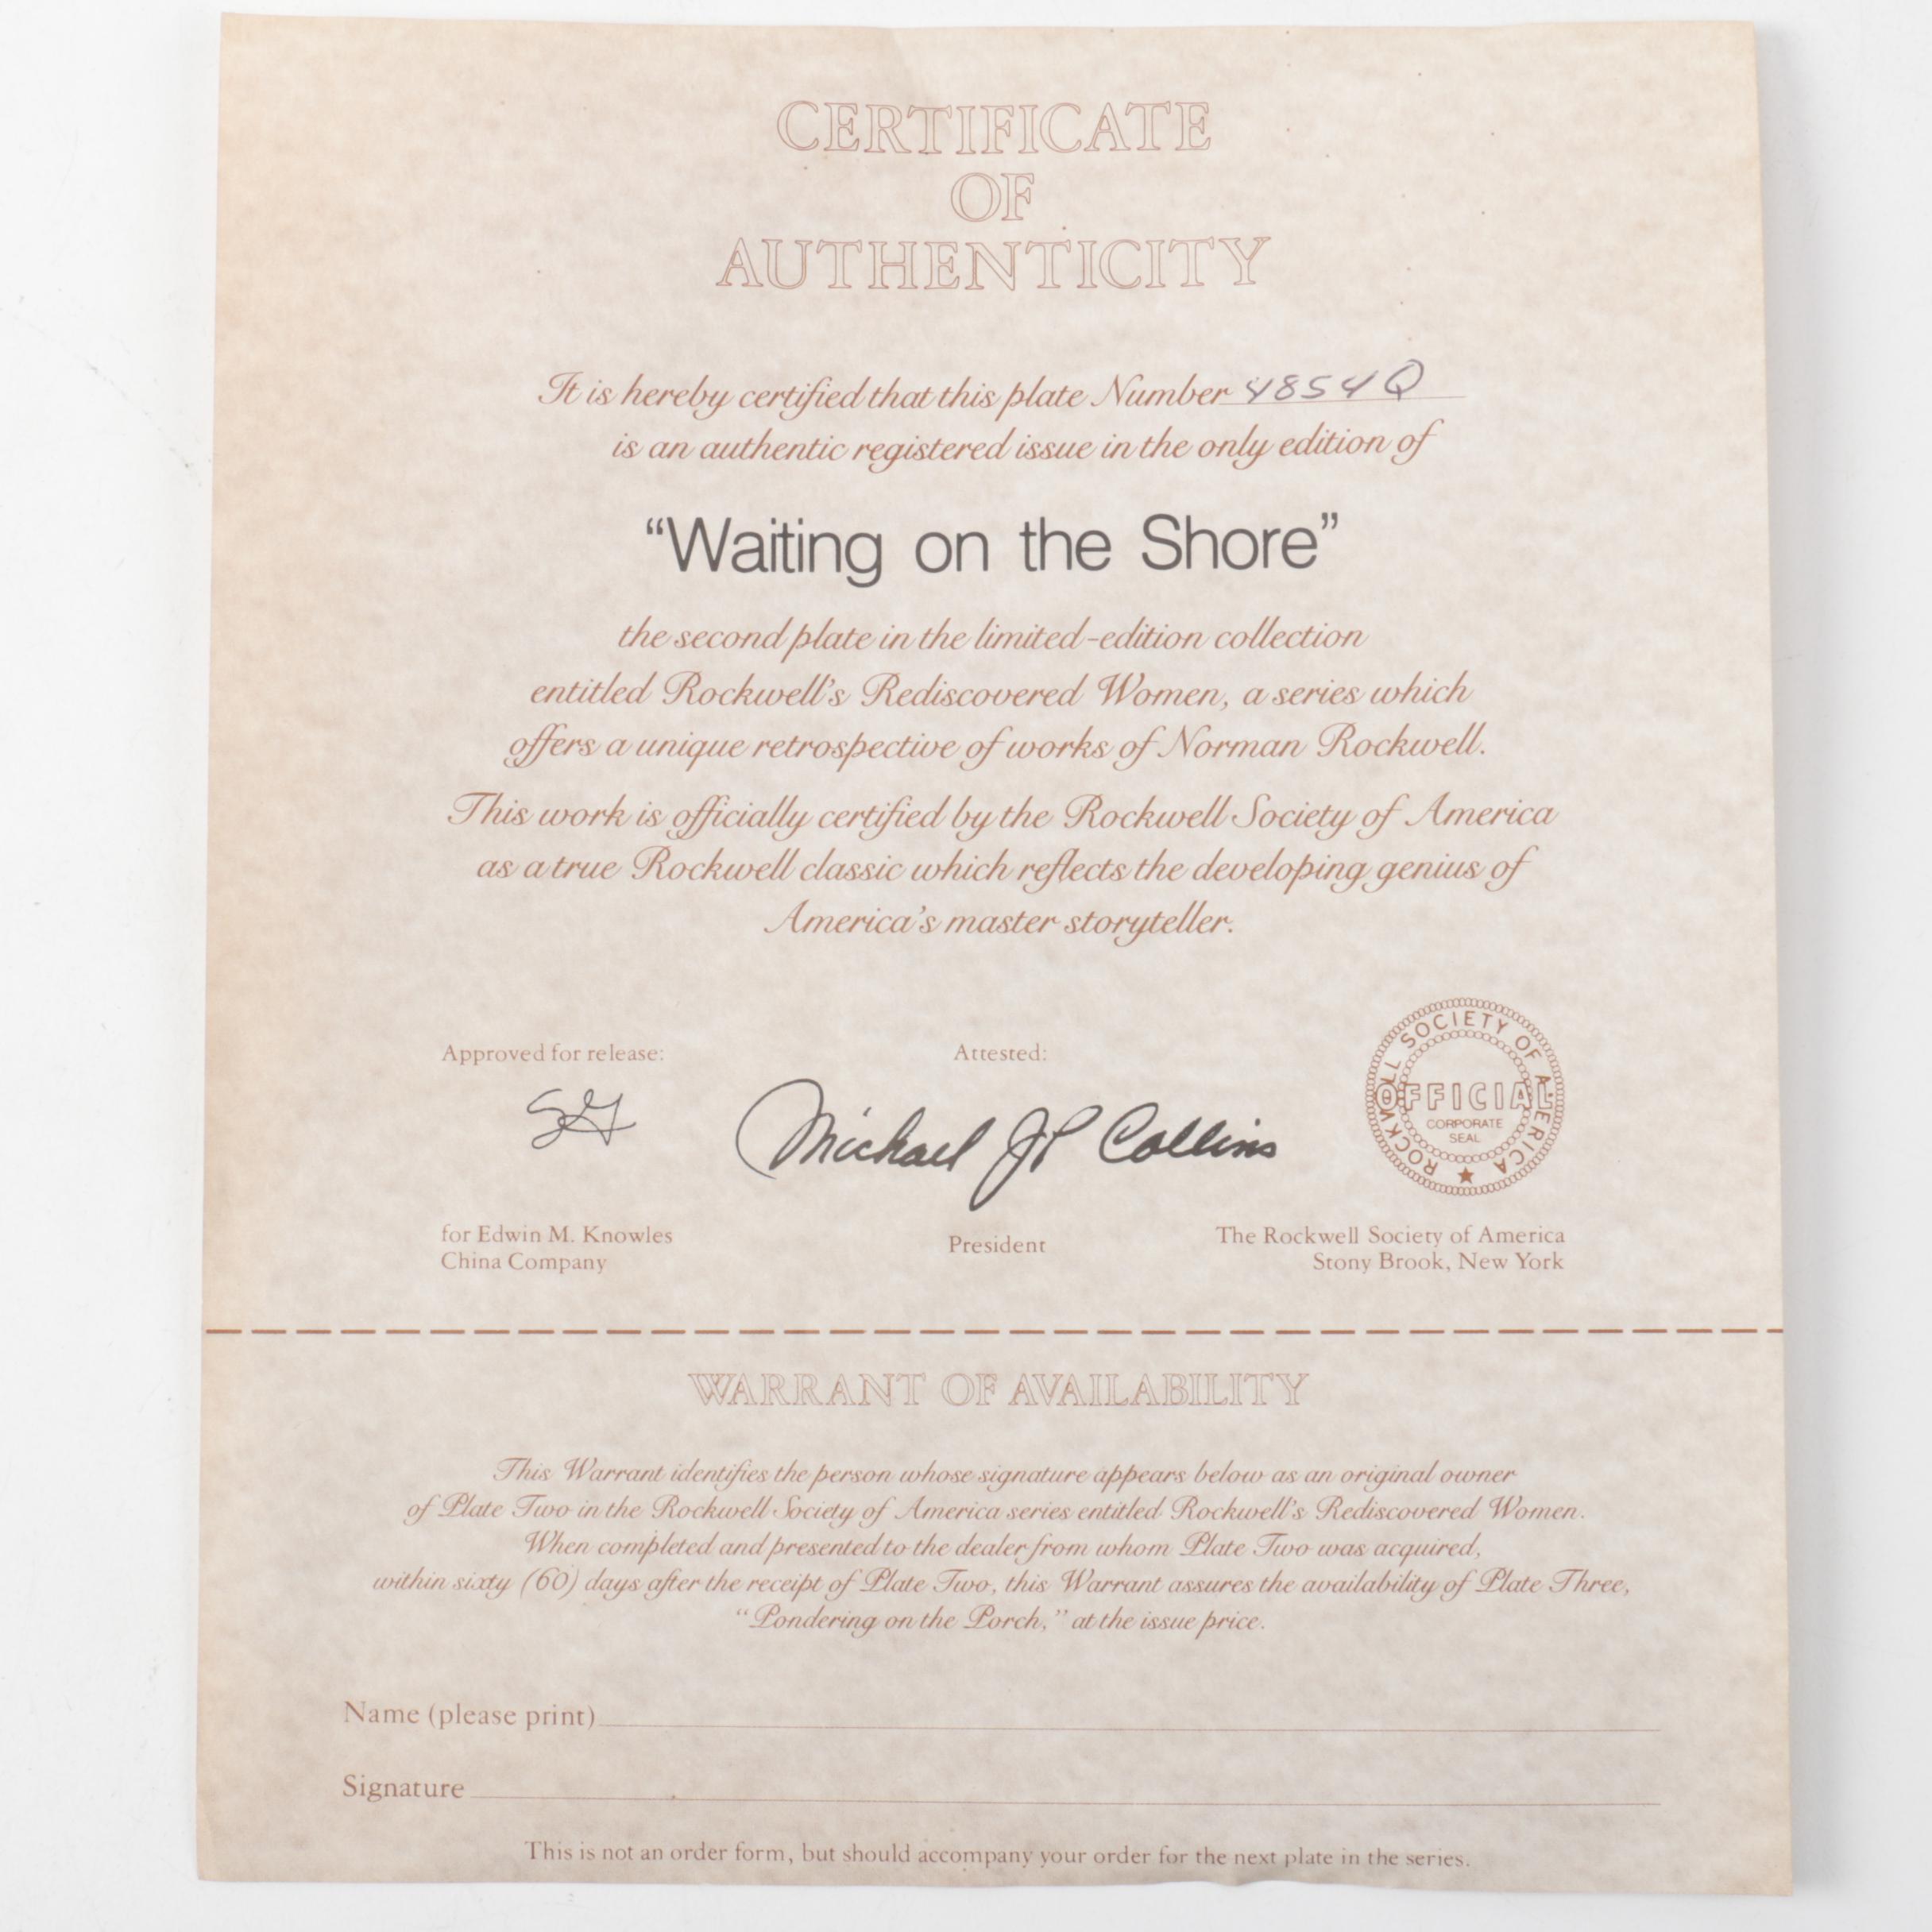 CERTIFICATE
OF
AUTHENTICITY
It is hereby certified that this plate Number 4854Q
is an authentic registered issue in the only edition of
“Waiting on the Shore”
the second plate in the limited-edition collection
entitled Rockwell's Rediscovered Women, a series which
offers a unique retrospective of works of Norman Rockwell.
This work is officially certified by the Rockwell Society of America
as a true Rockwell classic which reflects the developing genius of
America's master storyteller.
Approved for release:
Attested:
Michael JP Collins
ROCKWELL SOCIETY OF AMERICA
OFFICIAL
CORPORATE
SEAL
for Edwin M. Knowles
China Company
President
The Rockwell Society of America
Stony Brook, New York
WARRANT OF AVAILABILITY
This Warrant identifies the person whose signature appears below as an original owner
of Plate Two in the Rockwell Society of America series entitled Rockwell's Rediscovered Women.
When completed and presented to the dealer from whom Plate Two was acquired,
within sixty (60) days after the receipt of Plate Two, this Warrant assures the availability of Plate Three,
“Pondering on the Porch,” at the issue price.
Name (please print)
Signature
This is not an order form, but should accompany your order for the next plate in the series.